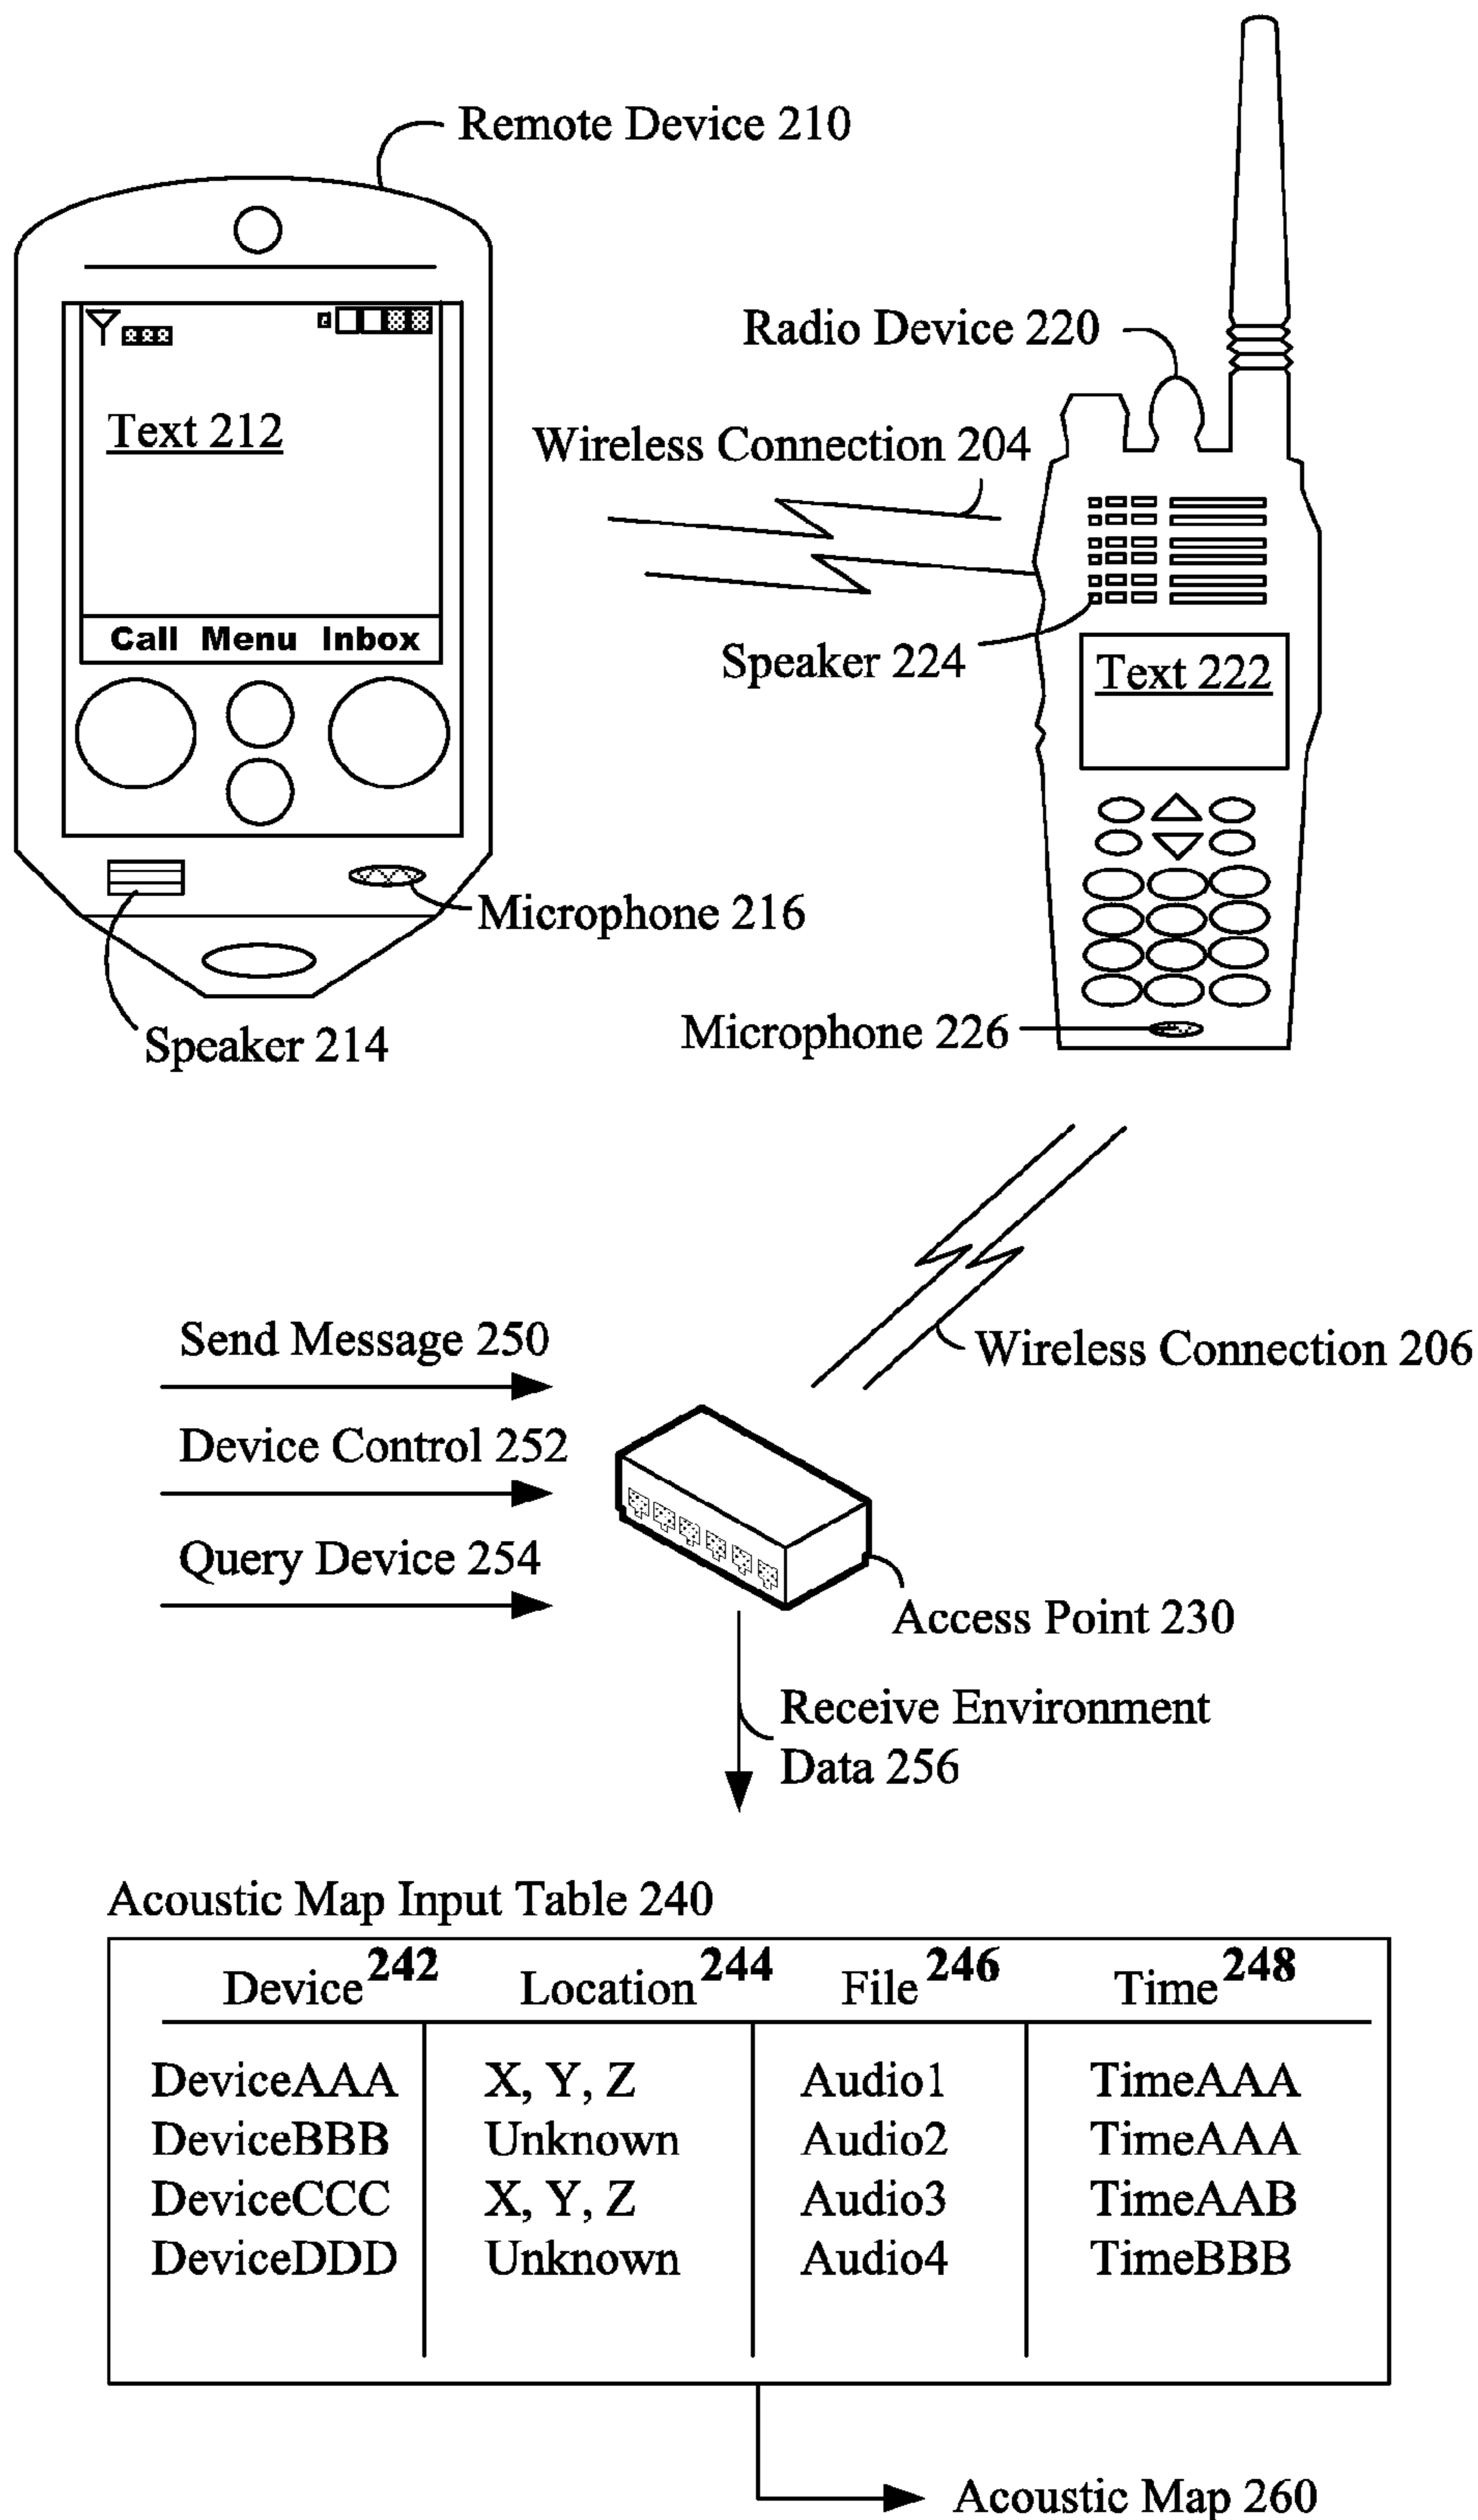 Remote Device 210
Radio Device 220
Text 212
Wireless Connection 204
Call Menu Inbox
Speaker 224
Text 222
Microphone 216
Speaker 214
Microphone 226
Send Message 250
Wireless Connection 206
Device Control 252
Query Device 254
Access Point 230
Receive Environment
Data 256
Acoustic Map Input Table 240
Device 242 Location 244 File 246 Time 248
DeviceAAA X, Y, Z Audio1 TimeAAA
DeviceBBB Unknown Audio2 TimeAAA
DeviceCCC X, Y, Z Audio3 TimeAAB
DeviceDDD Unknown Audio4 TimeBBB
Acoustic Map 260